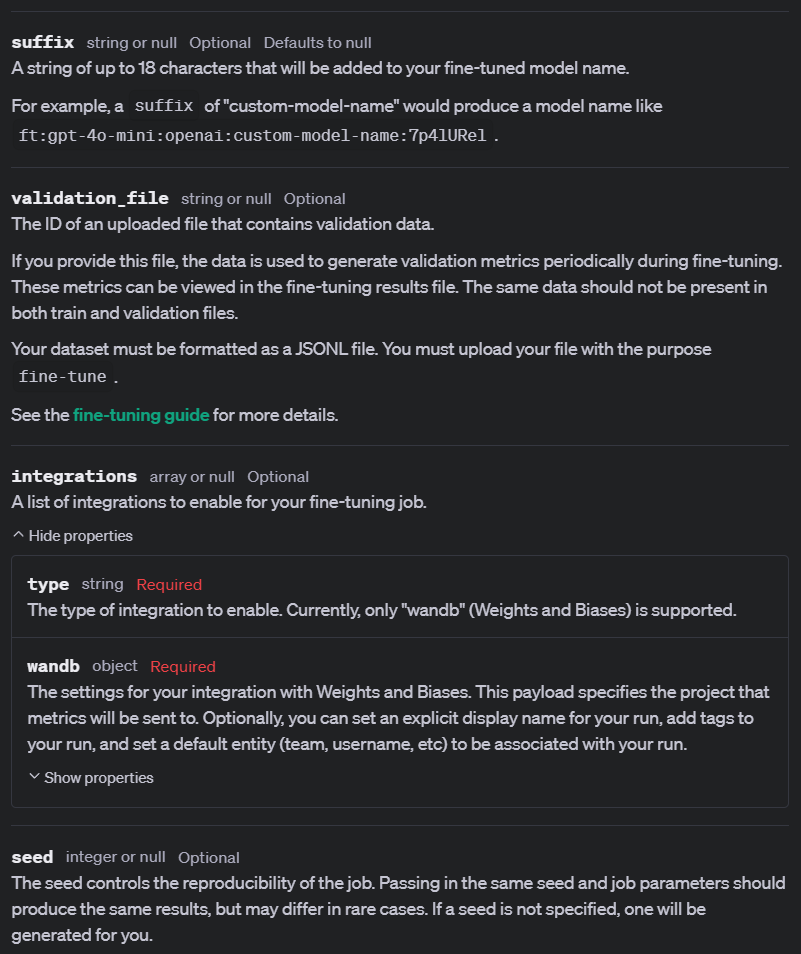 suffix string or null Optional Defaults to null
A string of up to 18 characters that will be added to your fine-tuned model name.
For example, a suffix of "custom-model-name" would produce a model name like
ft:gpt-4o-mini:openai:custom-model-name:7p4lURel .
validation_file string or null Optional
The ID of an uploaded file that contains validation data.
If you provide this file, the data is used to generate validation metrics periodically during fine-tuning.
These metrics can be viewed in the fine-tuning results file. The same data should not be present in
both train and validation files.
Your dataset must be formatted as a JSONL file. You must upload your file with the purpose
fine-tune .
See the fine-tuning guide for more details.
integrations array or null Optional
A list of integrations to enable for your fine-tuning job.
Hide properties
type string Required
The type of integration to enable. Currently, only "wandb" (Weights and Biases) is supported.
wandb object Required
The settings for your integration with Weights and Biases. This payload specifies the project that
metrics will be sent to. Optionally, you can set an explicit display name for your run, add tags to
your run, and set a default entity (team, username, etc) to be associated with your run.
Show properties
seed integer or null Optional
The seed controls the reproducibility of the job. Passing in the same seed and job parameters should
produce the same results, but may differ in rare cases. If a seed is not specified, one will be
generated for you.